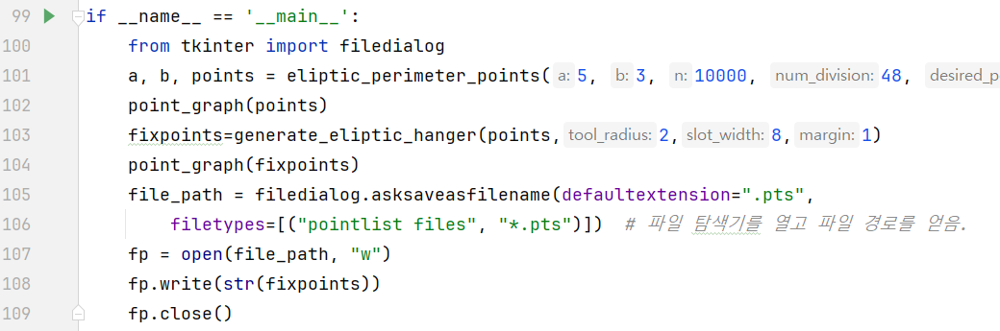 99 if __name__ == '__main__':
100 from tkinter import filedialog
101 a, b, points = eliptic_perimeter_points( a: 5, b: 3, n: 10000, num_division: 48, desired_p
102 point_graph(points)
103 fixpoints=generate_eliptic_hanger(points, tool_radius: 2, slot_width: 8, margin: 1)
104 point_graph(fixpoints)
105 file_path = filedialog.asksaveasfilename(defaultextension=".pts",
106 filetypes=[("pointlist files", "*.pts")]) # 파일 탐색기를 열고 파일 경로를 얻음.
107 fp = open(file_path, "w")
108 fp.write(str(fixpoints))
109 fp.close()